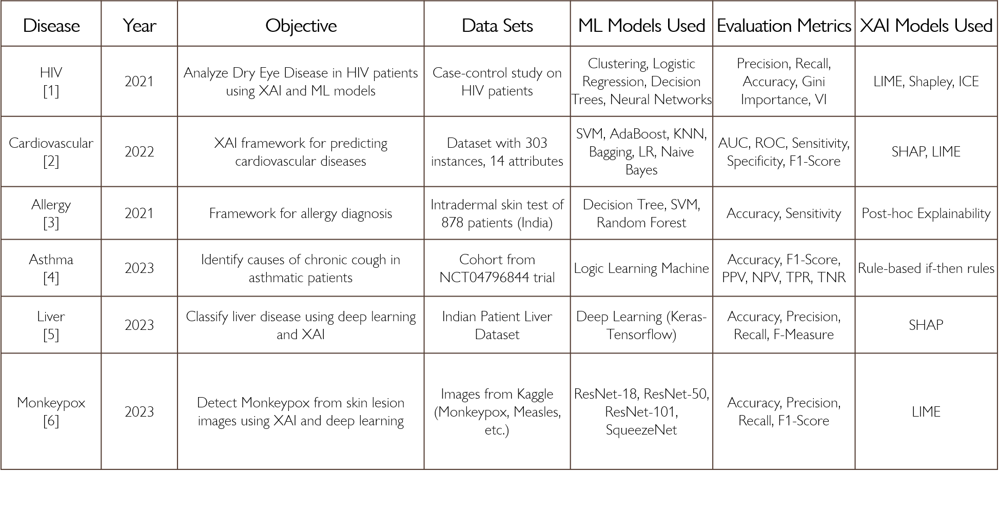 Disease Year Objective Data Sets ML Models Used Evaluation Metrics XAI Models Used
HIV
[1]
2021
Analyze Dry Eye Disease in HIV patients
using XAI and ML models
Case-control study on
HIV patients
Clustering, Logistic
Regression, Decision
Trees, Neural Networks
Precision, Recall,
Accuracy, Gini
Importance, VI
LIME, Shapley, ICE
Cardiovascular
[2]
2022
XAI framework for predicting
cardiovascular diseases
Dataset with 303
instances, 14 attributes
SVM, AdaBoost, KNN,
Bagging, LR, Naive
Bayes
AUC, ROC, Sensitivity,
Specificity, F1-Score
SHAP, LIME
Allergy
[3]
2021
Framework for allergy diagnosis
Intradermal skin test of
878 patients (India)
Decision Tree, SVM,
Random Forest
Accuracy, Sensitivity
Post-hoc Explainability
Asthma
[4]
2023
Identify causes of chronic cough in
asthmatic patients
Cohort from
NCT04796844 trial
Logic Learning Machine
Accuracy, F1-Score,
PPV, NPV, TPR, TNR
Rule-based if-then rules
Liver
[5]
2023
Classify liver disease using deep learning
and XAI
Indian Patient Liver
Dataset
Deep Learning (Keras-
Tensorflow)
Accuracy, Precision,
Recall, F-Measure
SHAP
Monkeypox
[6]
2023
Detect Monkeypox from skin lesion
images using XAI and deep learning
Images from Kaggle
(Monkeypox, Measles,
etc.)
ResNet-18, ResNet-50,
ResNet-101,
SqueezeNet
Accuracy, Precision,
Recall, F1-Score
LIME